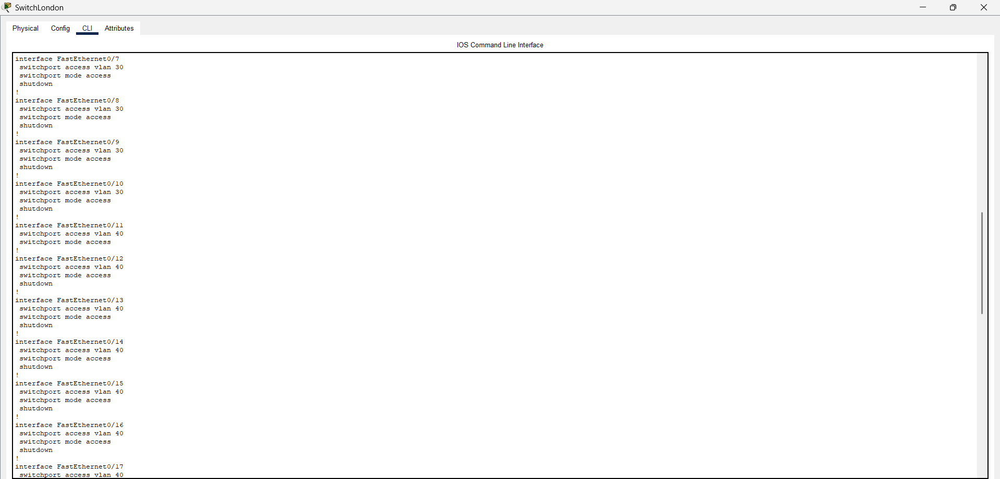 SwitchLondon
Physical Config CLI Attributes
IOS Command Line Interface
interface FastEthernet0/7
 switchport access vlan 30
 switchport mode access
 shutdown
!
interface FastEthernet0/8
 switchport access vlan 30
 switchport mode access
 shutdown
!
interface FastEthernet0/9
 switchport access vlan 30
 switchport mode access
 shutdown
!
interface FastEthernet0/10
 switchport access vlan 30
 switchport mode access
 shutdown
!
interface FastEthernet0/11
 switchport access vlan 40
 switchport mode access
!
interface FastEthernet0/12
 switchport access vlan 40
 switchport mode access
 shutdown
!
interface FastEthernet0/13
 switchport access vlan 40
 switchport mode access
 shutdown
!
interface FastEthernet0/14
 switchport access vlan 40
 switchport mode access
 shutdown
!
interface FastEthernet0/15
 switchport access vlan 40
 switchport mode access
 shutdown
!
interface FastEthernet0/16
 switchport access vlan 40
 switchport mode access
 shutdown
!
interface FastEthernet0/17
 switchport access vlan 40